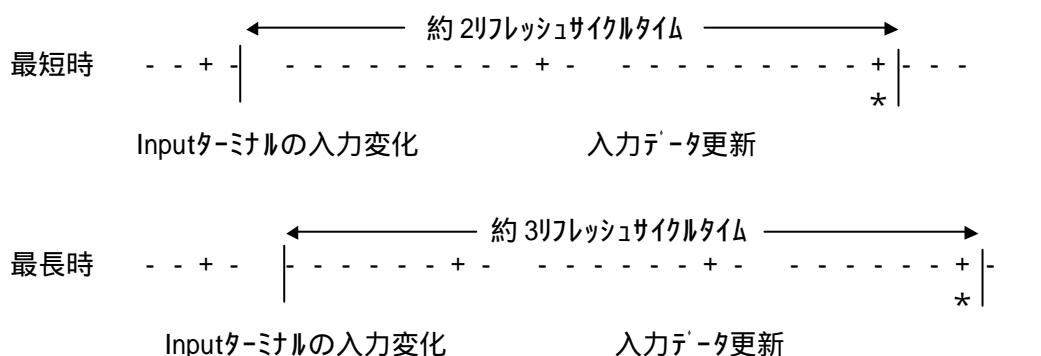 約 2ﾘﾌﾚｯｼｭｻｲｸﾙﾀｲﾑ
最短時 - - + - - - - - - - - - - - + - - - - - - - - - - - + - - -
*
Inputﾀｰﾐﾅﾙの入力変化 入力ﾃﾞｰﾀ更新
約 3ﾘﾌﾚｯｼｭｻｲｸﾙﾀｲﾑ
最長時 - - + - - - - - - - - + - - - - - - - - + - - - - - - - - + -
*
Inputﾀｰﾐﾅﾙの入力変化 入力ﾃﾞｰﾀ更新